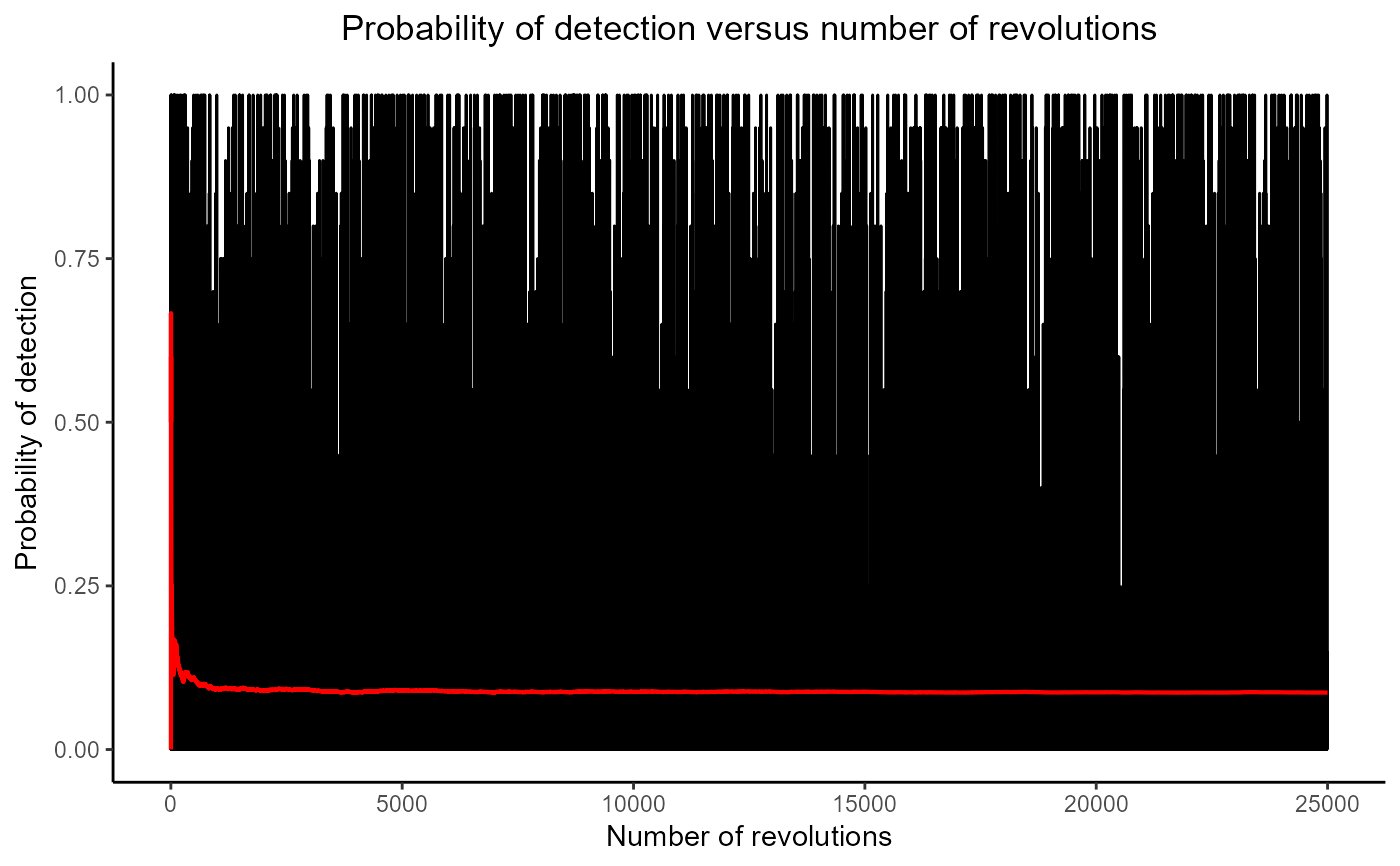 Probability of detection versus number of revolutions
Probability of detection
1.00
0.75
0.50
0.25
0.00
0 5000 10000 15000 20000 25000
Number of revolutions